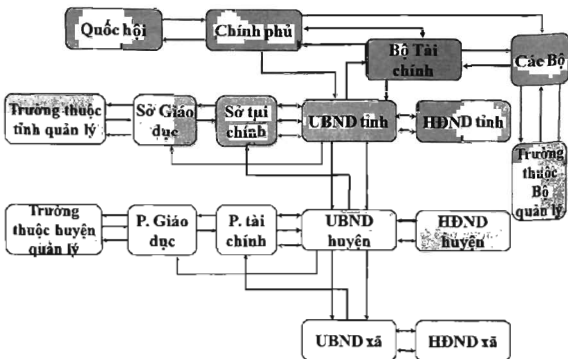 Quốc hội
Chính phủ
Bộ Tài
chính
Các Bộ
Trường thuộc
tỉnh quản lý
Sở Giáo
dục
Sở tài
chính
UBND tỉnh
HĐND tỉnh
Trường
thuộc
Bộ
quản lý
Trường
thuộc huyện
quản lý
P. Giáo
dục
P. tài
chính
UBND
huyện
HĐND
huyện
UBND xã
HĐND xã